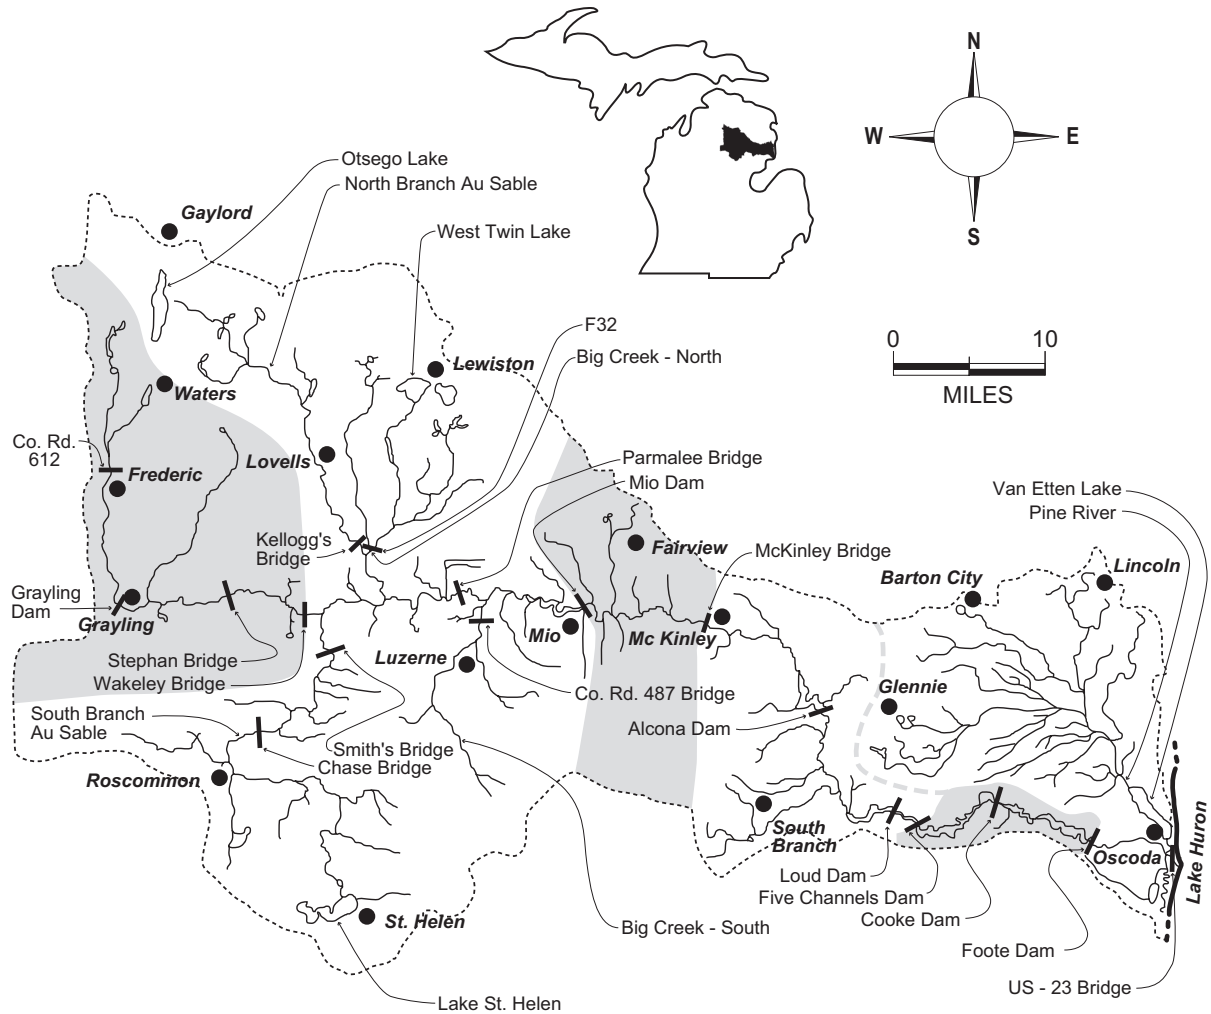 N
W
E
S
Otsego Lake
North Branch Au Sable
Gaylord
West Twin Lake
F32
Big Creek - North
0
10
MILES
Lewiston
Waters
Co. Rd.
612
Frederic
Lovells
Parmalee Bridge
Mio Dam
Van Etten Lake
Pine River
Kellogg's
Bridge
Fairview
McKinley Bridge
Lincoln
Barton City
Grayling
Dam
Grayling
Mio
Mc Kinley
Stephan Bridge
Luzerne
Wakeley Bridge
Co. Rd. 487 Bridge
Glennie
South Branch
Au Sable
Alcona Dam
Smith's Bridge
Chase Bridge
Roscommon
South
Branch
Lake Huron
Oscoda
Loud Dam
Five Channels Dam
Cooke Dam
St. Helen
Big Creek - South
Foote Dam
US - 23 Bridge
Lake St. Helen